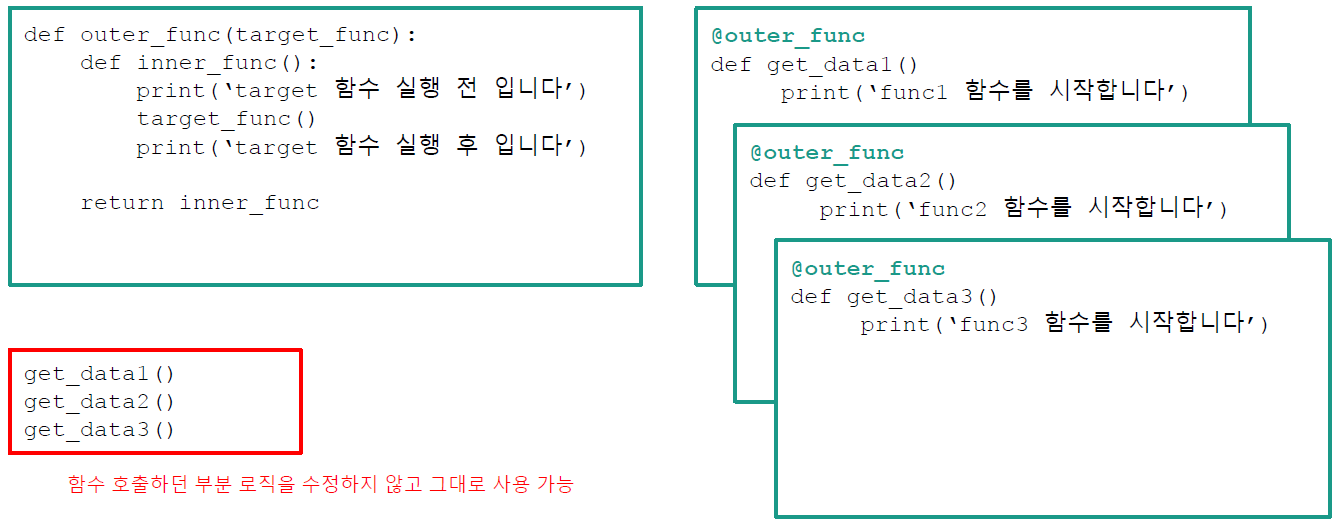 def outer_func(target_func):
    def inner_func():
        print(‘target 함수 실행 전 입니다’)
        target_func()
        print(‘target 함수 실행 후 입니다’)
    return inner_func
@outer_func
def get_data1()
     print(‘func1 함수를 시작합니다’)
@outer_func
def get_data2()
     print(‘func2 함수를 시작합니다’)
@outer_func
def get_data3()
     print(‘func3 함수를 시작합니다’)
get_data1()
get_data2()
get_data3()
함수 호출하던 부분 로직을 수정하지 않고 그대로 사용 가능